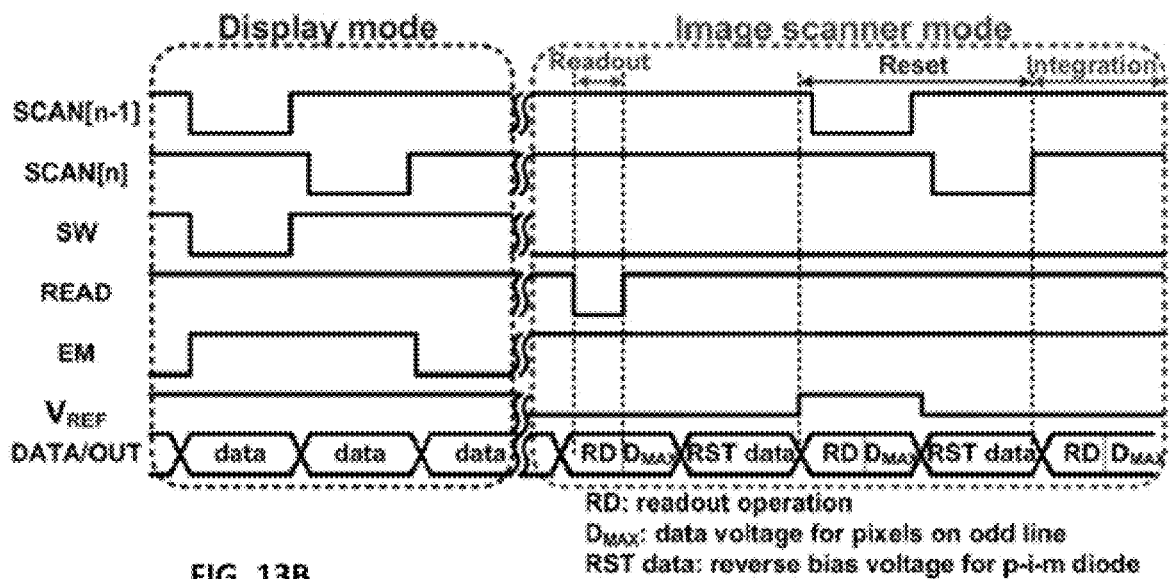 Display mode
Image scanner mode
Readout
Reset
Integration
SCAN[n-1]
SCAN[n]
SW
READ
EM
VREF
DATA/OUT
data
data
data
RD DMAX
RST data
RD DMAX
RST data
RD DMAX
RD: readout operation
DMAX: data voltage for pixels on odd line
RST data: reverse bias voltage for p-i-m diode
FIG. 13B